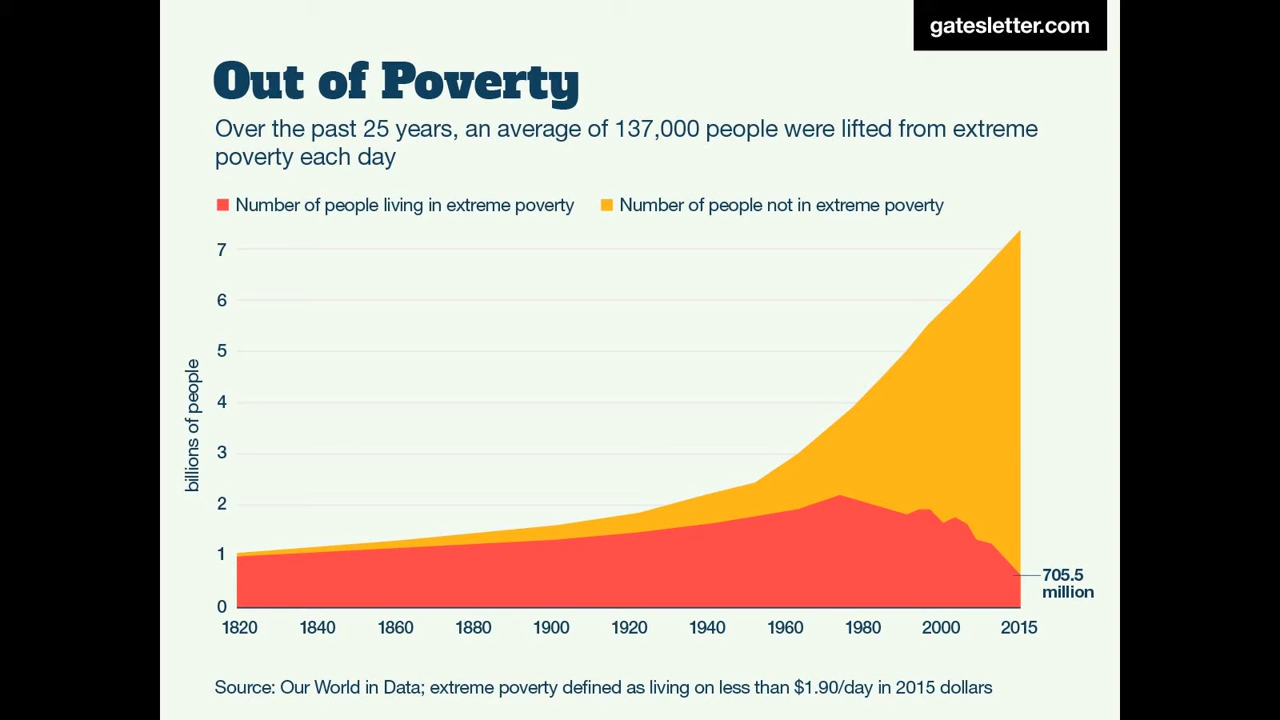 gatesletter.com
Out of Poverty
Over the past 25 years, an average of 137,000 people were lifted from extreme
poverty each day
Number of people living in extreme poverty Number of people not in extreme poverty
7
6
5
4
3
2
1
0
billions of people
705.5
million
1820 1840 1860 1880 1900 1920 1940 1960 1980 2000 2015
Source: Our World in Data; extreme poverty defined as living on less than $1.90/day in 2015 dollars